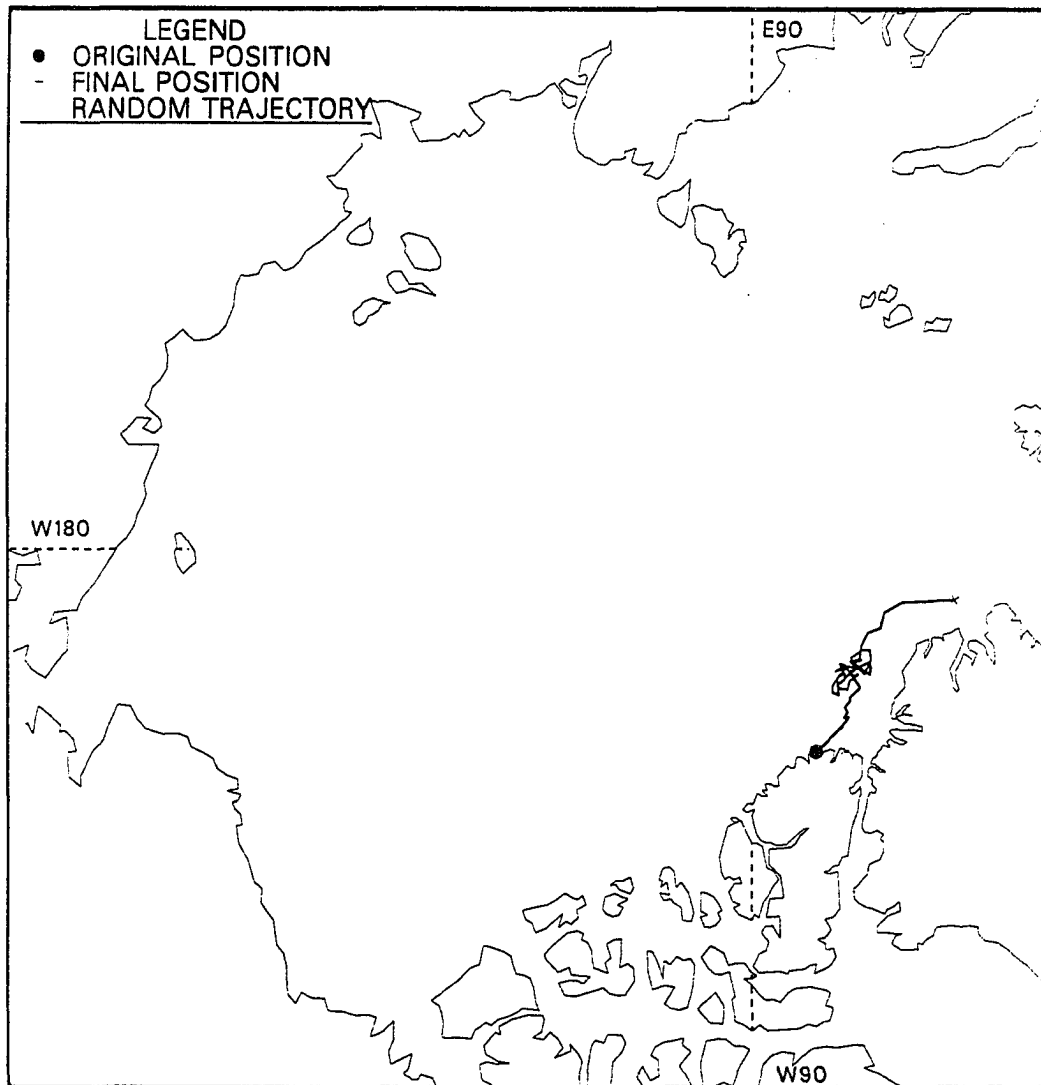 LEGEND
● ORIGINAL POSITION
- FINAL POSITION
RANDOM TRAJECTORY
E90
W180
W90